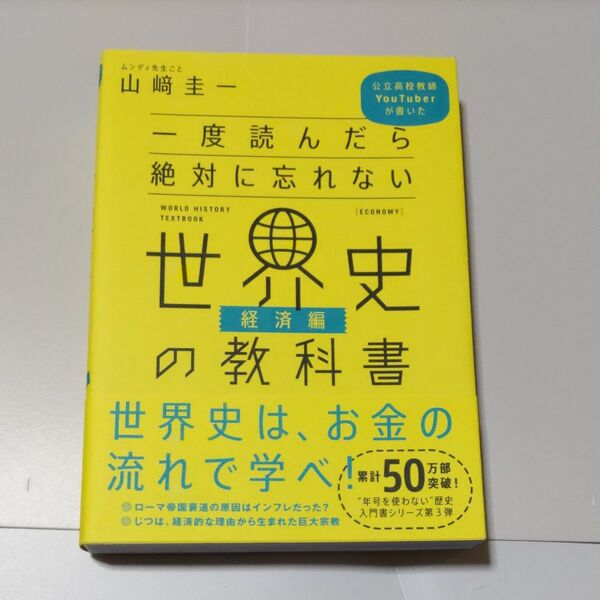 ムンディ先生こと
山﨑圭一
公立高校教師
YouTuber
が書いた
一度読んだら
絶対に忘れない
WORLD HISTORY
TEXTBOOK
[ECONOMY]
世界史
経済編
の教科書
世界史は、お金の
流れで学べ!
累計50万部
突破!
"年号を使わない"歴史
入門書シリーズ第3弾
ローマ帝国衰退の原因はインフレだった?
じつは、経済的な理由から生まれた巨大宗教